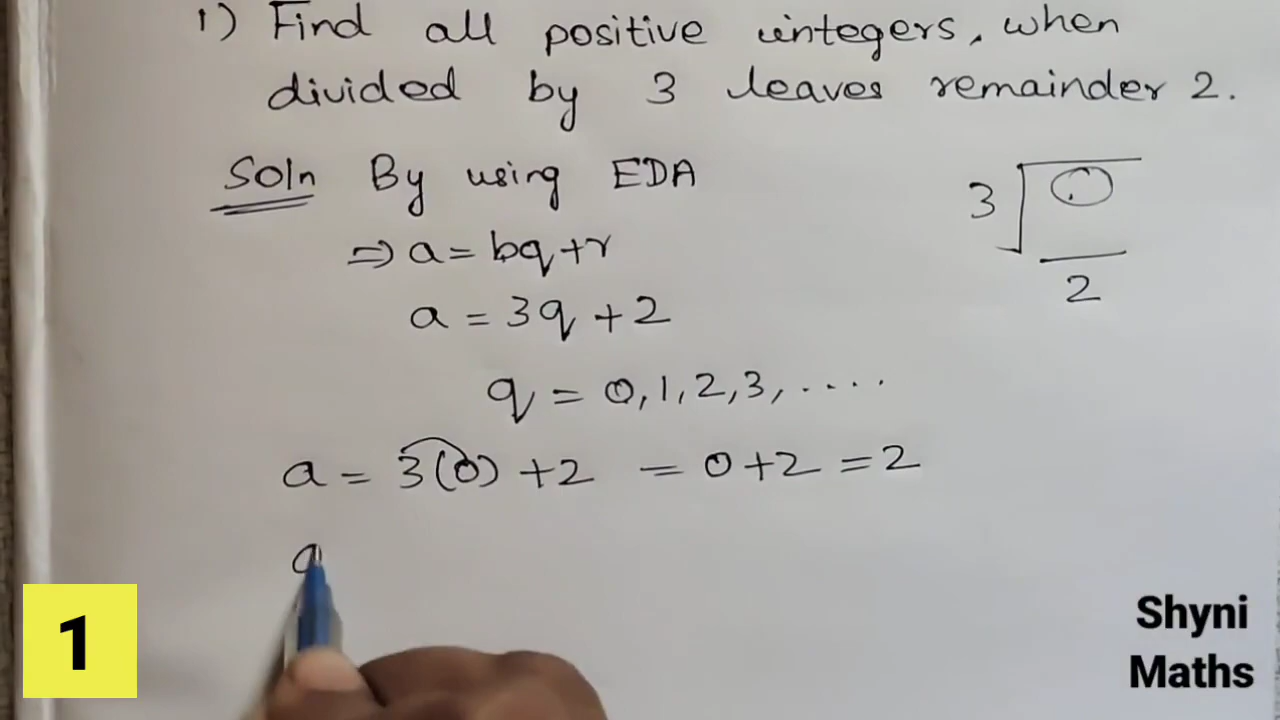 1) Find all positive integers, when
divided by 3 leaves remainder 2.
Soln By using EDA
⇒ a = bq+r
a = 3q + 2
q = 0, 1, 2, 3, ....
a = 3(0) + 2 = 0+2 = 2
a
3
2
1
Shyni
Maths